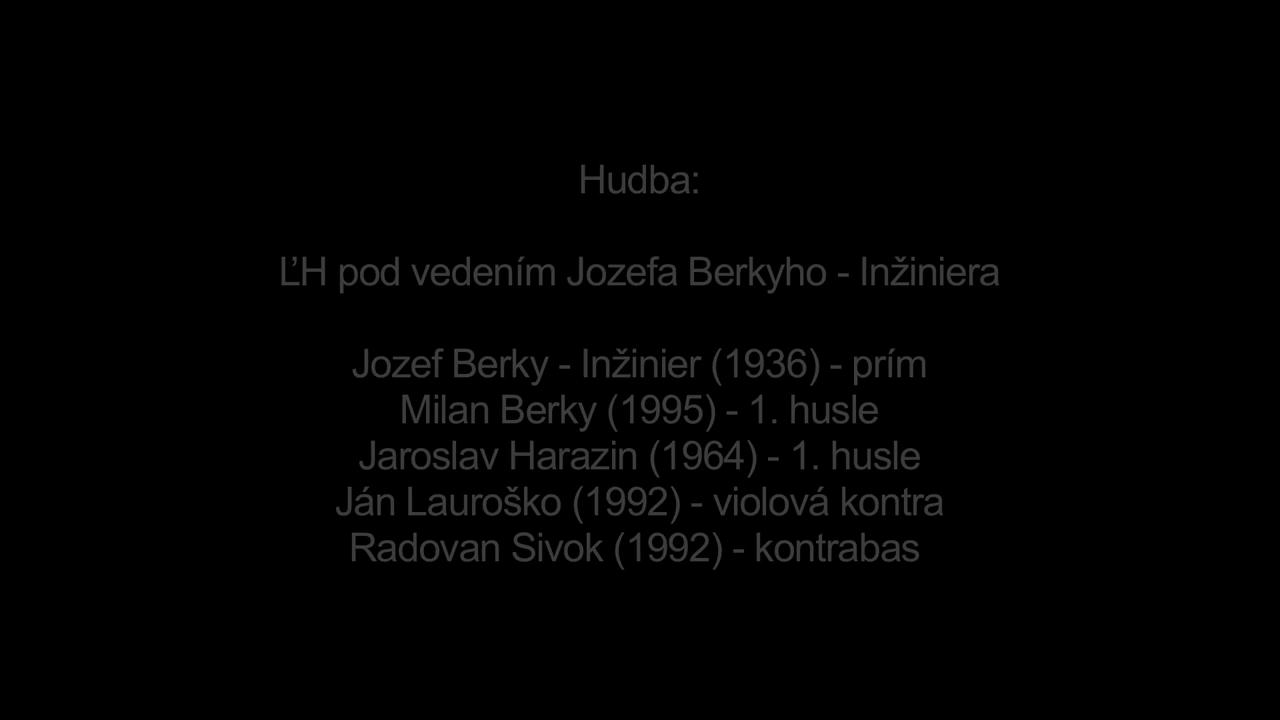 Hudba:
ĽH pod vedením Jozefa Berkyho - Inžiniera
Jozef Berky - Inžinier (1936) - prím
Milan Berky (1995) - 1. husle
Jaroslav Harazin (1964) - 1. husle
Ján Lauroško (1992) - violová kontra
Radovan Sivok (1992) - kontrabas